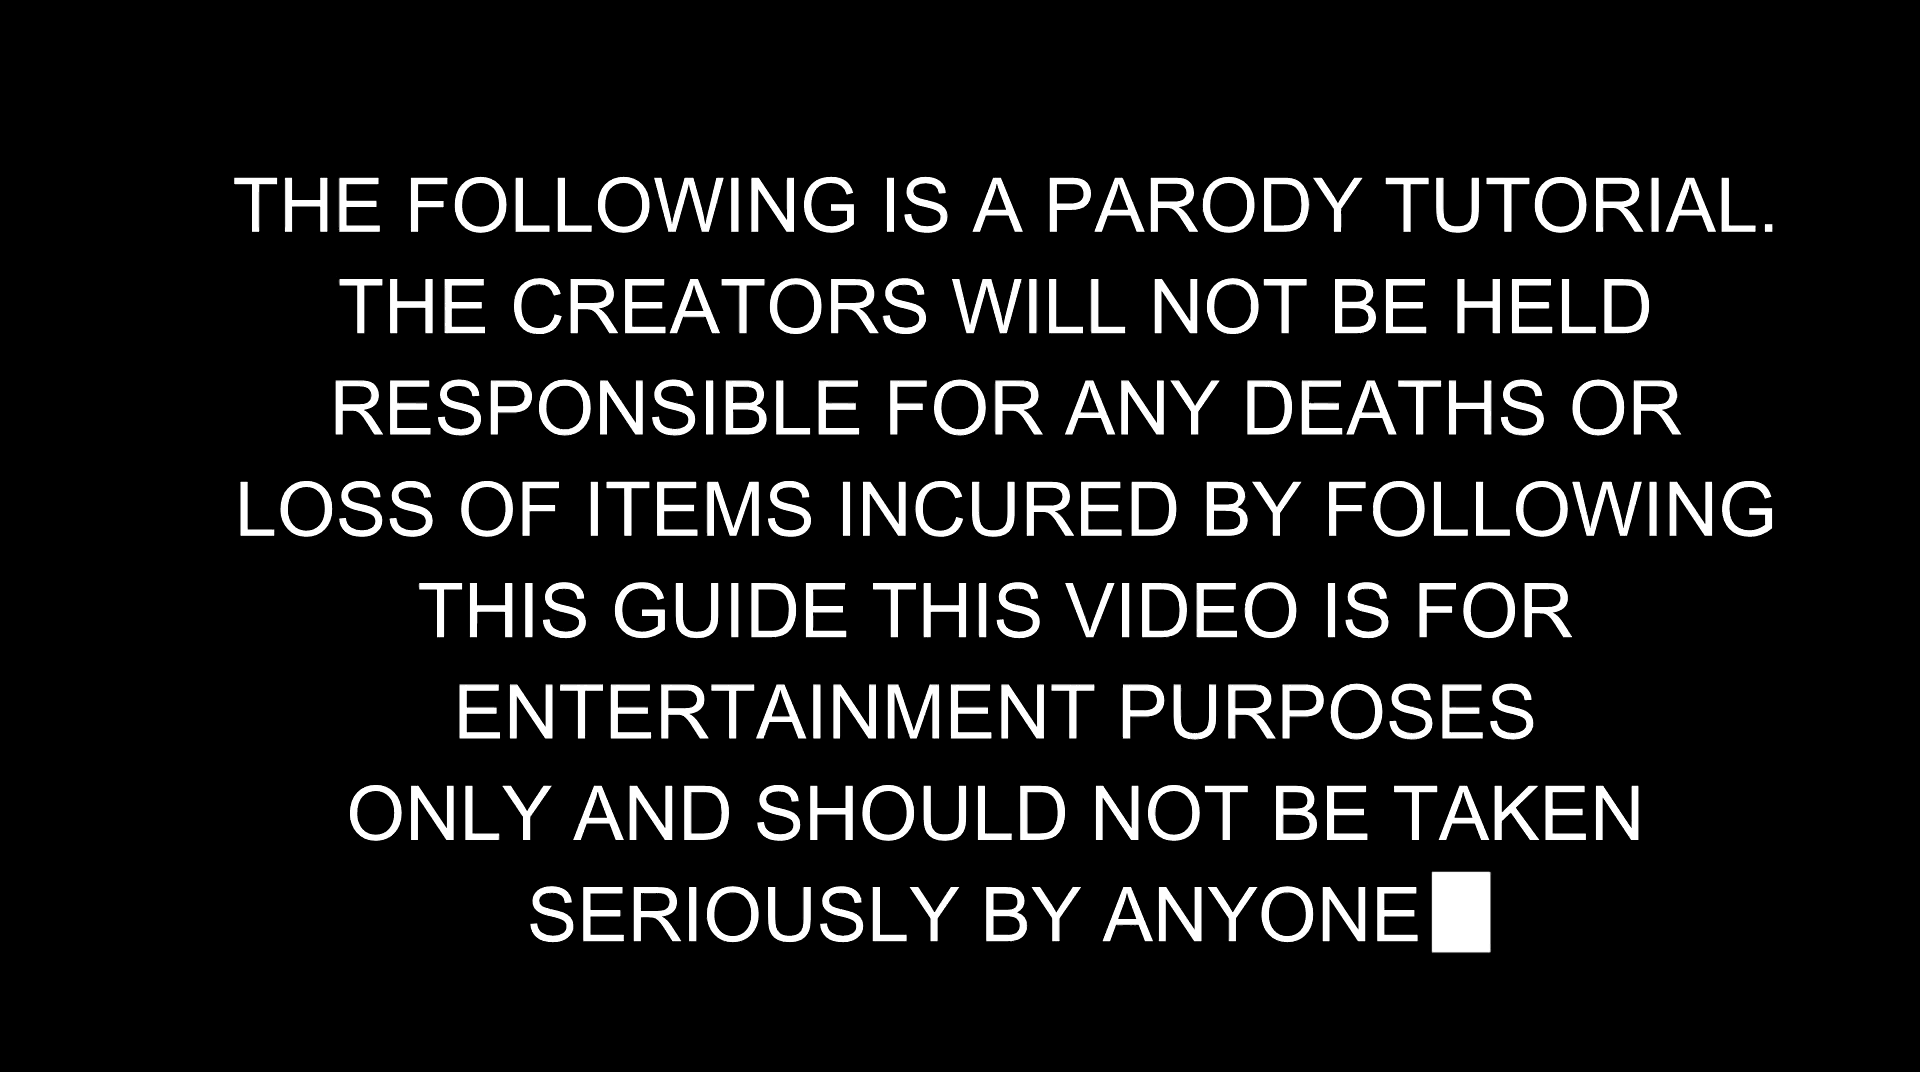 THE FOLLOWING IS A PARODY TUTORIAL.
THE CREATORS WILL NOT BE HELD
RESPONSIBLE FOR ANY DEATHS OR
LOSS OF ITEMS INCURED BY FOLLOWING
THIS GUIDE THIS VIDEO IS FOR
ENTERTAINMENT PURPOSES
ONLY AND SHOULD NOT BE TAKEN
SERIOUSLY BY ANYONE